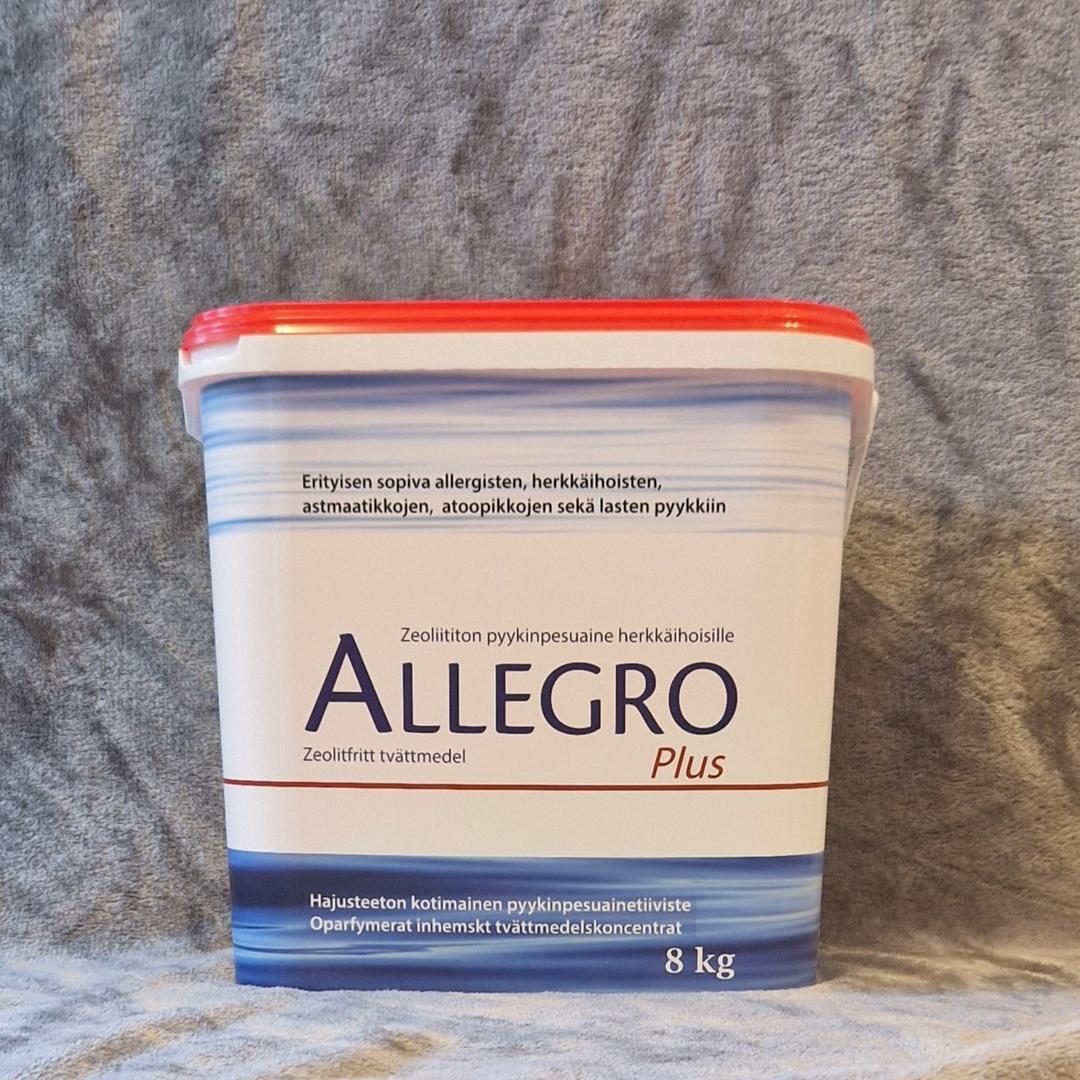 Erityisen sopiva allergisten, herkkäihoisten,
astmaatikkojen, atoopikkojen sekä lasten pyykkiin
Zeoliititon pyykinpesuaine herkkäihoisille
ALLEGRO
Zeolitfritt tvättmedel
Plus
Hajusteeton kotimainen pyykinpesuainetiiviste
Oparfymerat inhemskt tvättmedelskoncentrat
8 kg